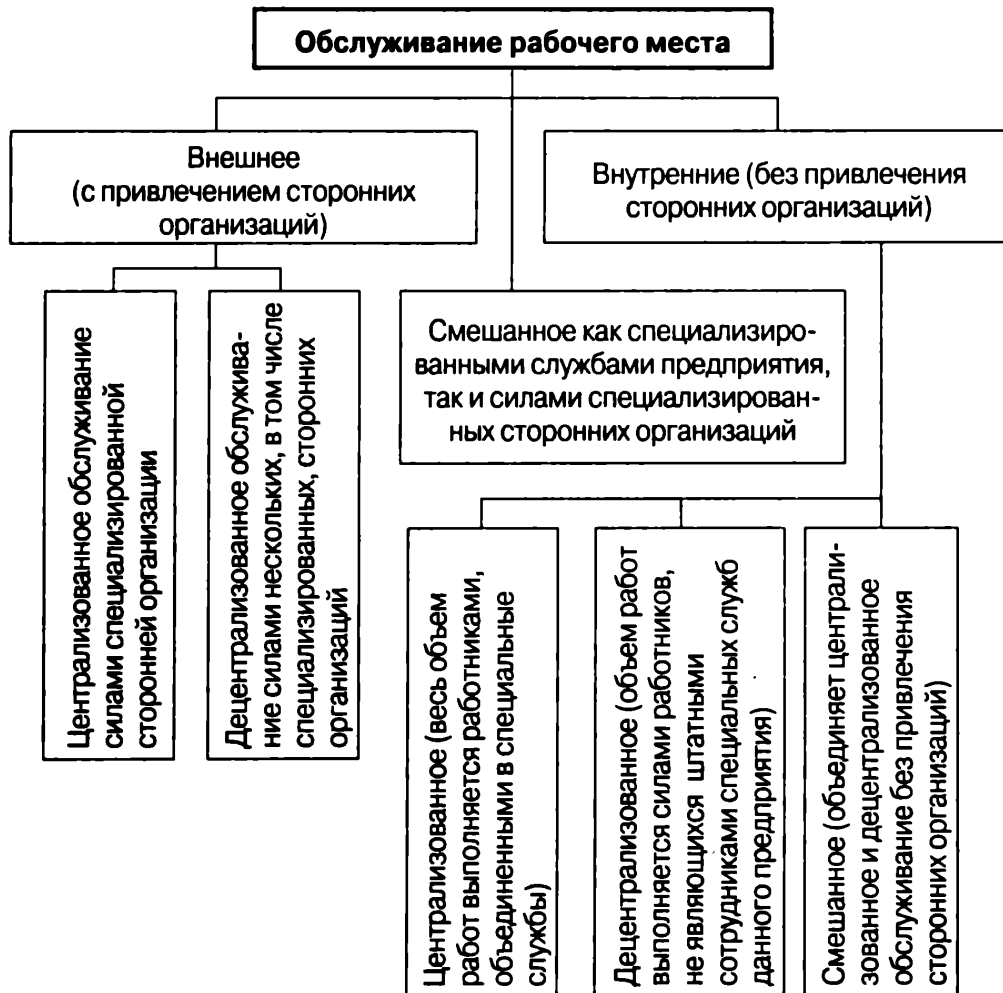 Обслуживание рабочего места
Внешнее
(с привлечением сторонних
организаций)
Внутренние (без привлечения
сторонних организаций)
Централизованное обслуживание
силами специализированной
сторонней организации
Децентрализованное обслужива-
ние силами нескольких, в том числе
специализированных, сторонних
организаций
Смешанное как специализиро-
ванными службами предприятия,
так и силами специализирован-
ных сторонних организаций
Централизованное (весь объем
работ выполняется работниками,
объединенными в специальные
службы)
Децентрализованное (объем работ
выполняется силами работников,
не являющихся штатными
сотрудниками специальных служб
данного предприятия)
Смешанное (объединяет централи-
зованное и децентрализованное
обслуживание без привлечения
сторонних организаций)